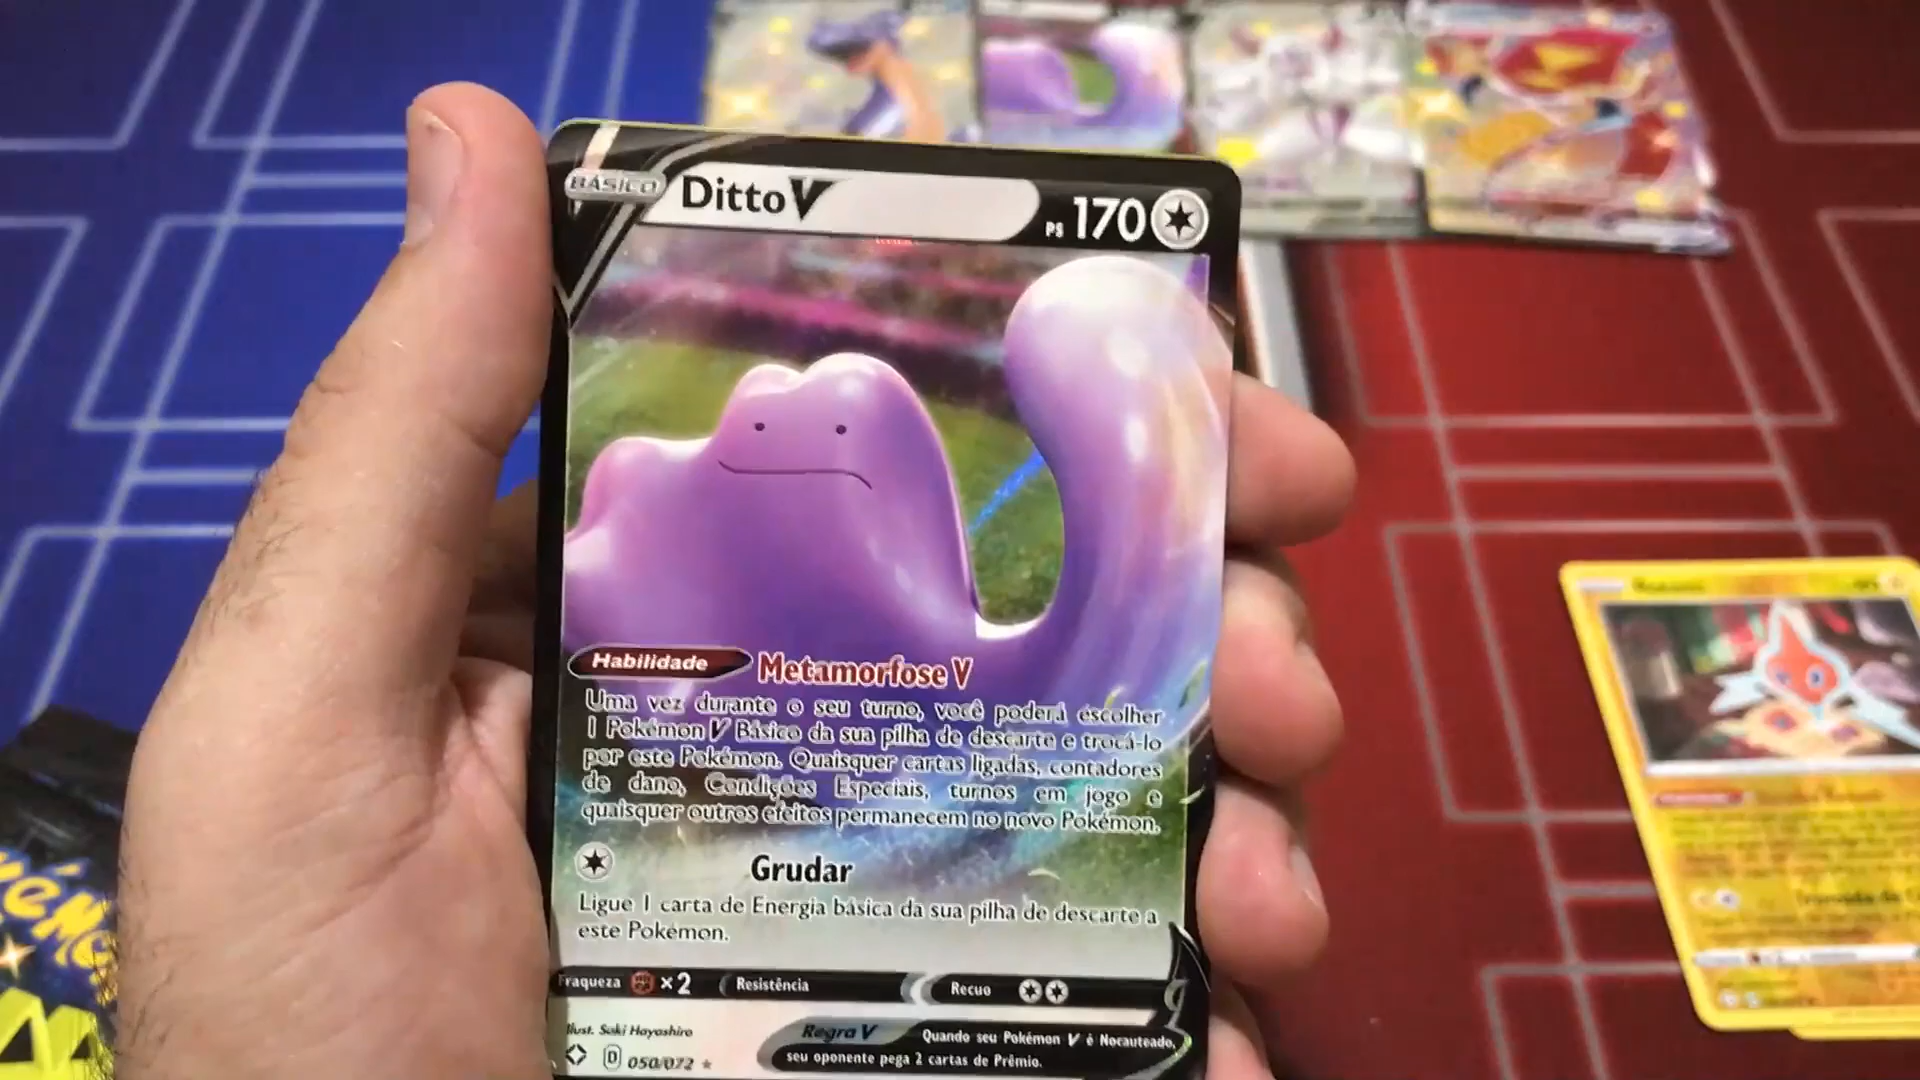 BÁSICO
Ditto V
PS 170
Habilidade
Metamorfose V
Uma vez durante o seu turno, você poderá escolher
1 Pokémon V Básico da sua pilha de descarte e trocá-lo
por este Pokémon. Quaisquer cartas ligadas, contadores
de dano, Condições Especiais, turnos em jogo e
quaisquer outros efeitos permanecem no novo Pokémon.
Grudar
Ligue 1 carta de Energia básica da sua pilha de descarte a
este Pokémon.
Fraqueza ×2 Resistência Recuo
Illust. Saki Hayashiro
Regra V
Quando seu Pokémon V é Nocauteado,
seu oponente pega 2 cartas de Prêmio.
D 050/072